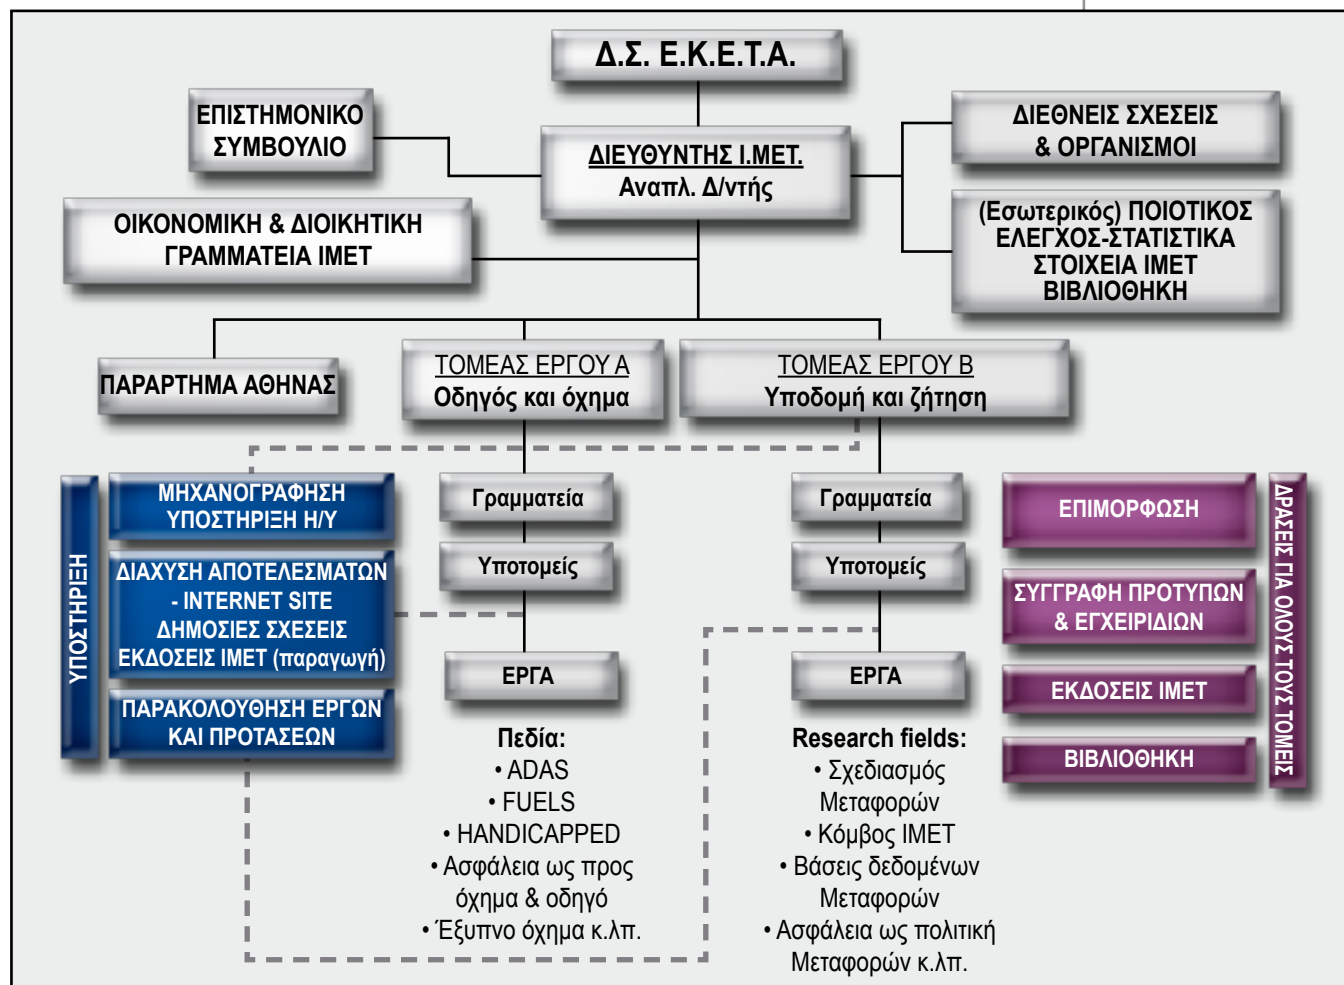 Δ.Σ. Ε.Κ.Ε.Τ.Α.
ΕΠΙΣΤΗΜΟΝΙΚΟ
ΣΥΜΒΟΥΛΙΟ
ΔΙΕΥΘΥΝΤΗΣ Ι.ΜΕΤ.
Αναπλ. Δ/ντής
ΔΙΕΘΝΕΙΣ ΣΧΕΣΕΙΣ
& ΟΡΓΑΝΙΣΜΟΙ
ΟΙΚΟΝΟΜΙΚΗ & ΔΙΟΙΚΗΤΙΚΗ
ΓΡΑΜΜΑΤΕΙΑ ΙΜΕΤ
(Εσωτερικός) ΠΟΙΟΤΙΚΟΣ
ΕΛΕΓΧΟΣ-ΣΤΑΤΙΣΤΙΚΑ
ΣΤΟΙΧΕΙΑ ΙΜΕΤ
ΒΙΒΛΙΟΘΗΚΗ
ΠΑΡΑΡΤΗΜΑ ΑΘΗΝΑΣ
ΤΟΜΕΑΣ ΕΡΓΟΥ Α
Οδηγός και όχημα
ΤΟΜΕΑΣ ΕΡΓΟΥ Β
Υποδομή και ζήτηση
ΥΠΟΣΤΗΡΙΞΗ
ΜΗΧΑΝΟΓΡΑΦΗΣΗ
ΥΠΟΣΤΗΡΙΞΗ Η/Υ
ΔΙΑΧΥΣΗ ΑΠΟΤΕΛΕΣΜΑΤΩΝ
- INTERNET SITE
ΔΗΜΟΣΙΕΣ ΣΧΕΣΕΙΣ
ΕΚΔΟΣΕΙΣ ΙΜΕΤ (παραγωγή)
ΠΑΡΑΚΟΛΟΥΘΗΣΗ ΕΡΓΩΝ
ΚΑΙ ΠΡΟΤΑΣΕΩΝ
Γραμματεία
Υποτομείς
ΕΡΓΑ
Πεδία:
• ADAS
• FUELS
• HANDICAPPED
• Ασφάλεια ως προς
όχημα & οδηγό
• Έξυπνο όχημα κ.λπ.
Γραμματεία
Υποτομείς
ΕΡΓΑ
Research fields:
• Σχεδιασμός
Μεταφορών
• Κόμβος ΙΜΕΤ
• Βάσεις δεδομένων
Μεταφορών
• Ασφάλεια ως πολιτική
Μεταφορών κ.λπ.
ΕΠΙΜΟΡΦΩΣΗ
ΣΥΓΓΡΑΦΗ ΠΡΟΤΥΠΩΝ
& ΕΓΧΕΙΡΙΔΙΩΝ
ΕΚΔΟΣΕΙΣ ΙΜΕΤ
ΒΙΒΛΙΟΘΗΚΗ
ΔΡΑΣΕΙΣ ΓΙΑ ΟΛΟΥΣ ΤΟΥΣ ΤΟΜΕΙΣ